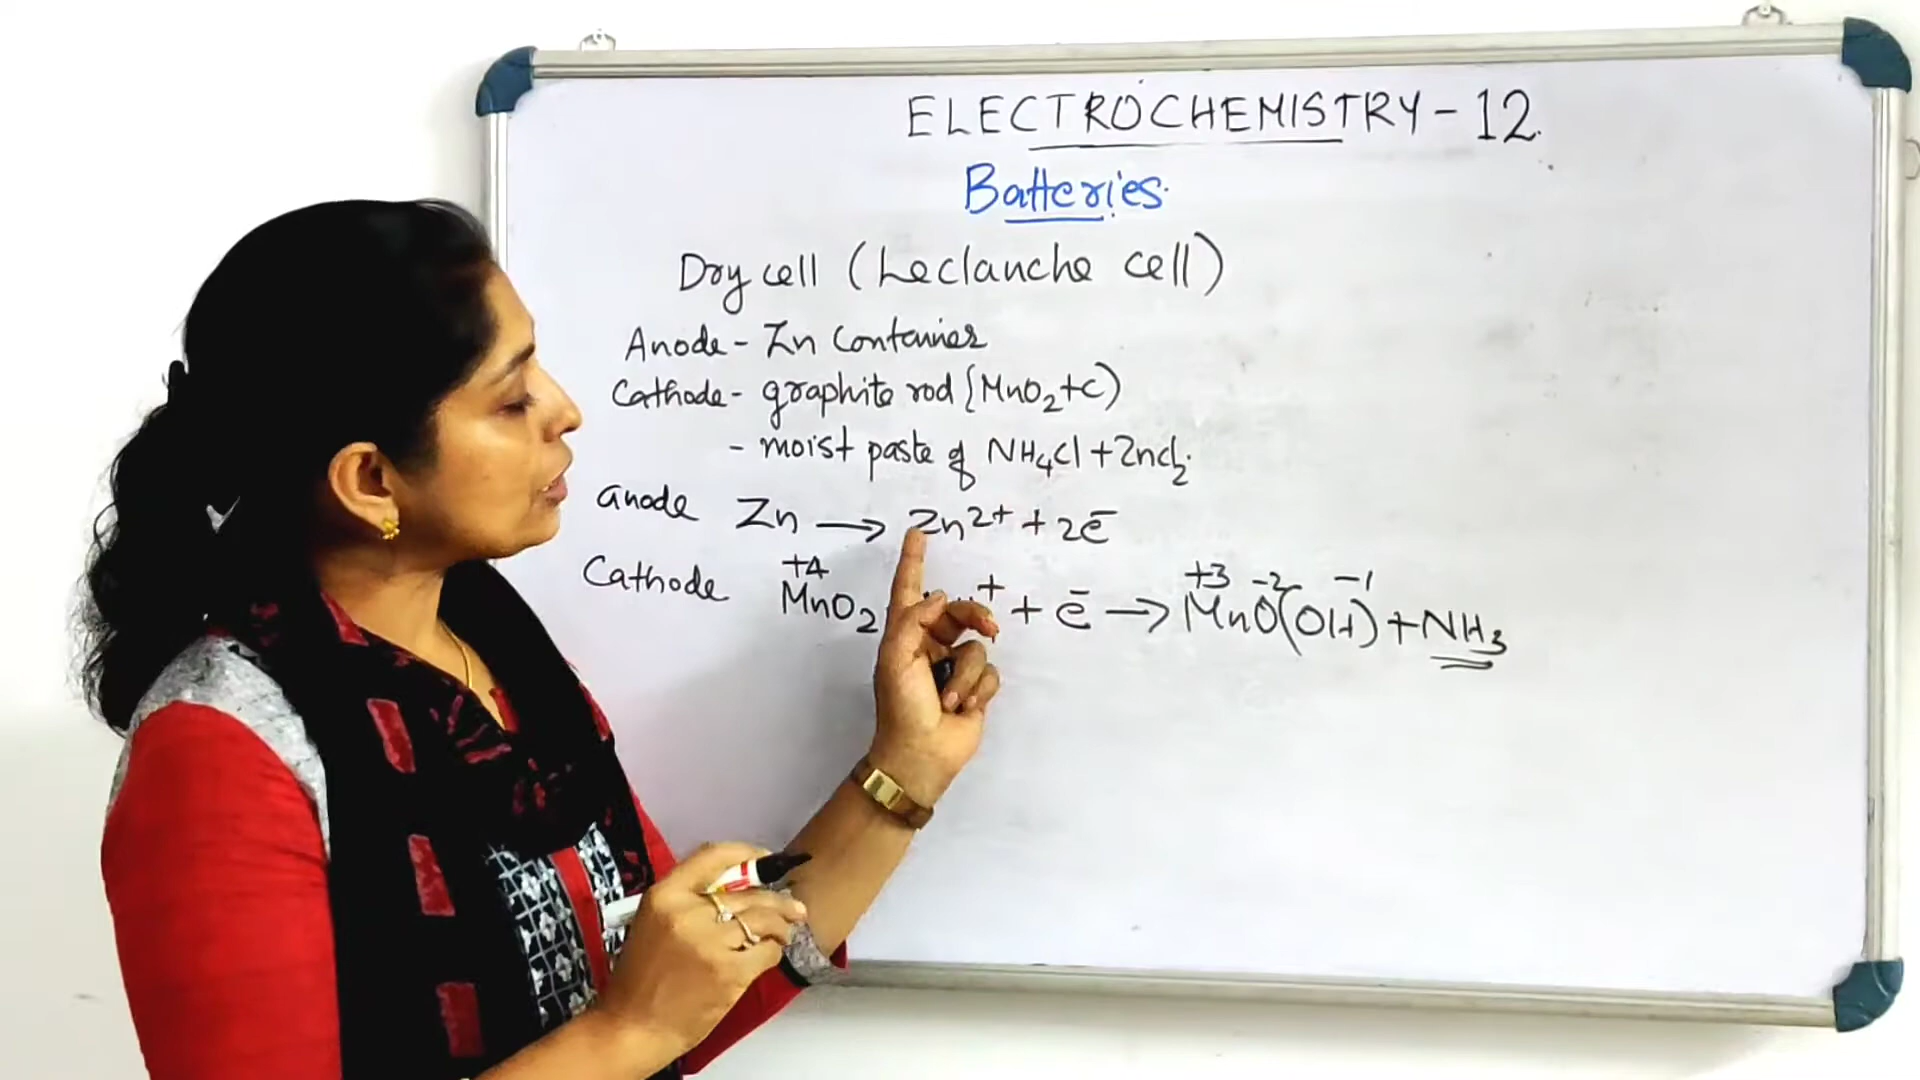 ELECTROCHEMISTRY - 12.
Batteries.
Dry cell (Leclanche cell)
Anode - Zn Container
Cathode - graphite rod (MnO₂+C)
- moist paste of NH₄Cl + ZnCl₂.
anode Zn → Zn²⁺ + 2e⁻
+4 +3 -2 -1
Cathode MnO₂ + e⁻ → MnO(OH) + NH₃